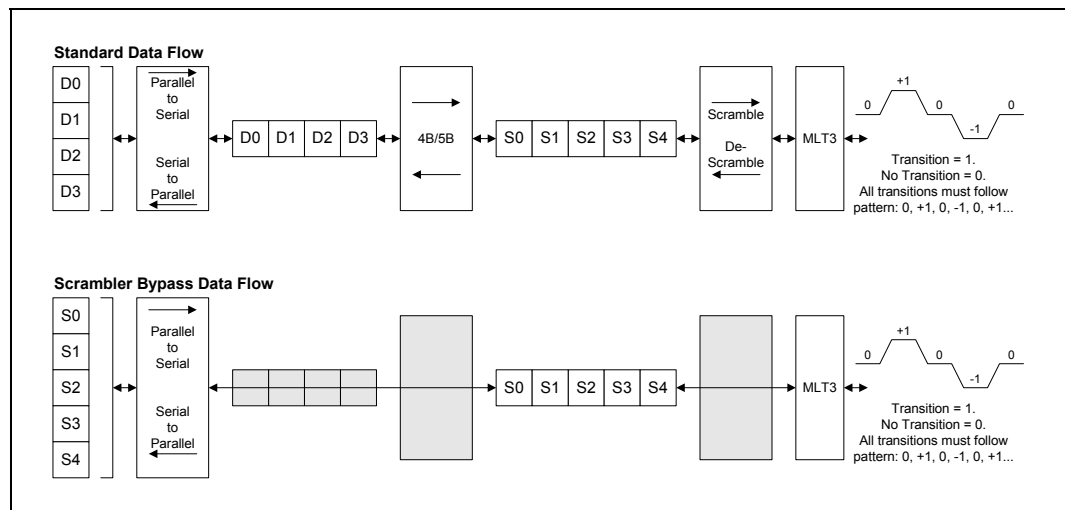 Standard Data Flow
D0
D1
D2
D3
Parallel
to
Serial
Serial
to
Parallel
D0 D1 D2 D3
4B/5B
S0 S1 S2 S3 S4
Scramble
De-
Scramble
MLT3
0 +1 0 -1 0
Transition = 1.
No Transition = 0.
All transitions must follow
pattern: 0, +1, 0, -1, 0, +1...
Scrambler Bypass Data Flow
S0
S1
S2
S3
S4
Parallel
to
Serial
Serial
to
Parallel
S0 S1 S2 S3 S4
MLT3
0 +1 0 -1 0
Transition = 1.
No Transition = 0.
All transitions must follow
pattern: 0, +1, 0, -1, 0, +1...